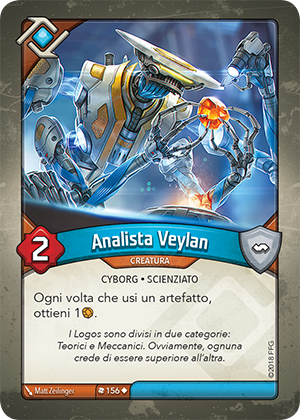 Analista Veylan
2
CREATURA
CYBORG • SCIENZIATO
Ogni volta che usi un artefatto,
ottieni 1.
I Logos sono divisi in due categorie:
Teorici e Meccanici. Ovviamente, ognuna
crede di essere superiore all’altra.
Matt Zeilinger
156
©2018 FFG